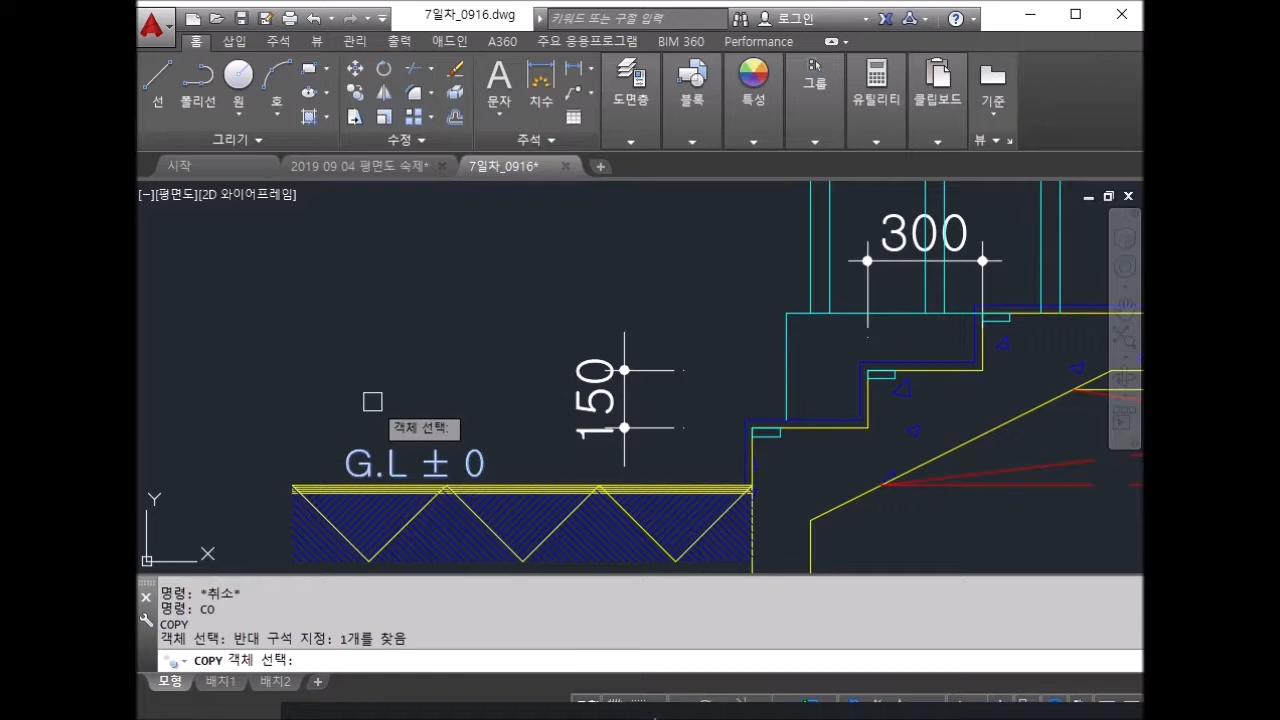 7일차_0916.dwg
키워드 또는 구절 입력
로그인
홈 삽입 주석 뷰 관리 출력 애드인 A360 주요 응용프로그램 BIM 360 Performance
선 폴리선 원 호 문자 치수 도면층 블록 특성 그룹 유틸리티 클립보드 기준
그리기 수정 주석 뷰
시작 2019 09 04 평면도 숙제* 7일차_0916*
[−][평면도][2D 와이어프레임]
300
150
객체 선택:
G.L ± 0
Y
X
명령: *취소*
명령: CO
COPY
객체 선택: 반대 구석 지정: 1개를 찾음
COPY 객체 선택:
모형 배치1 배치2